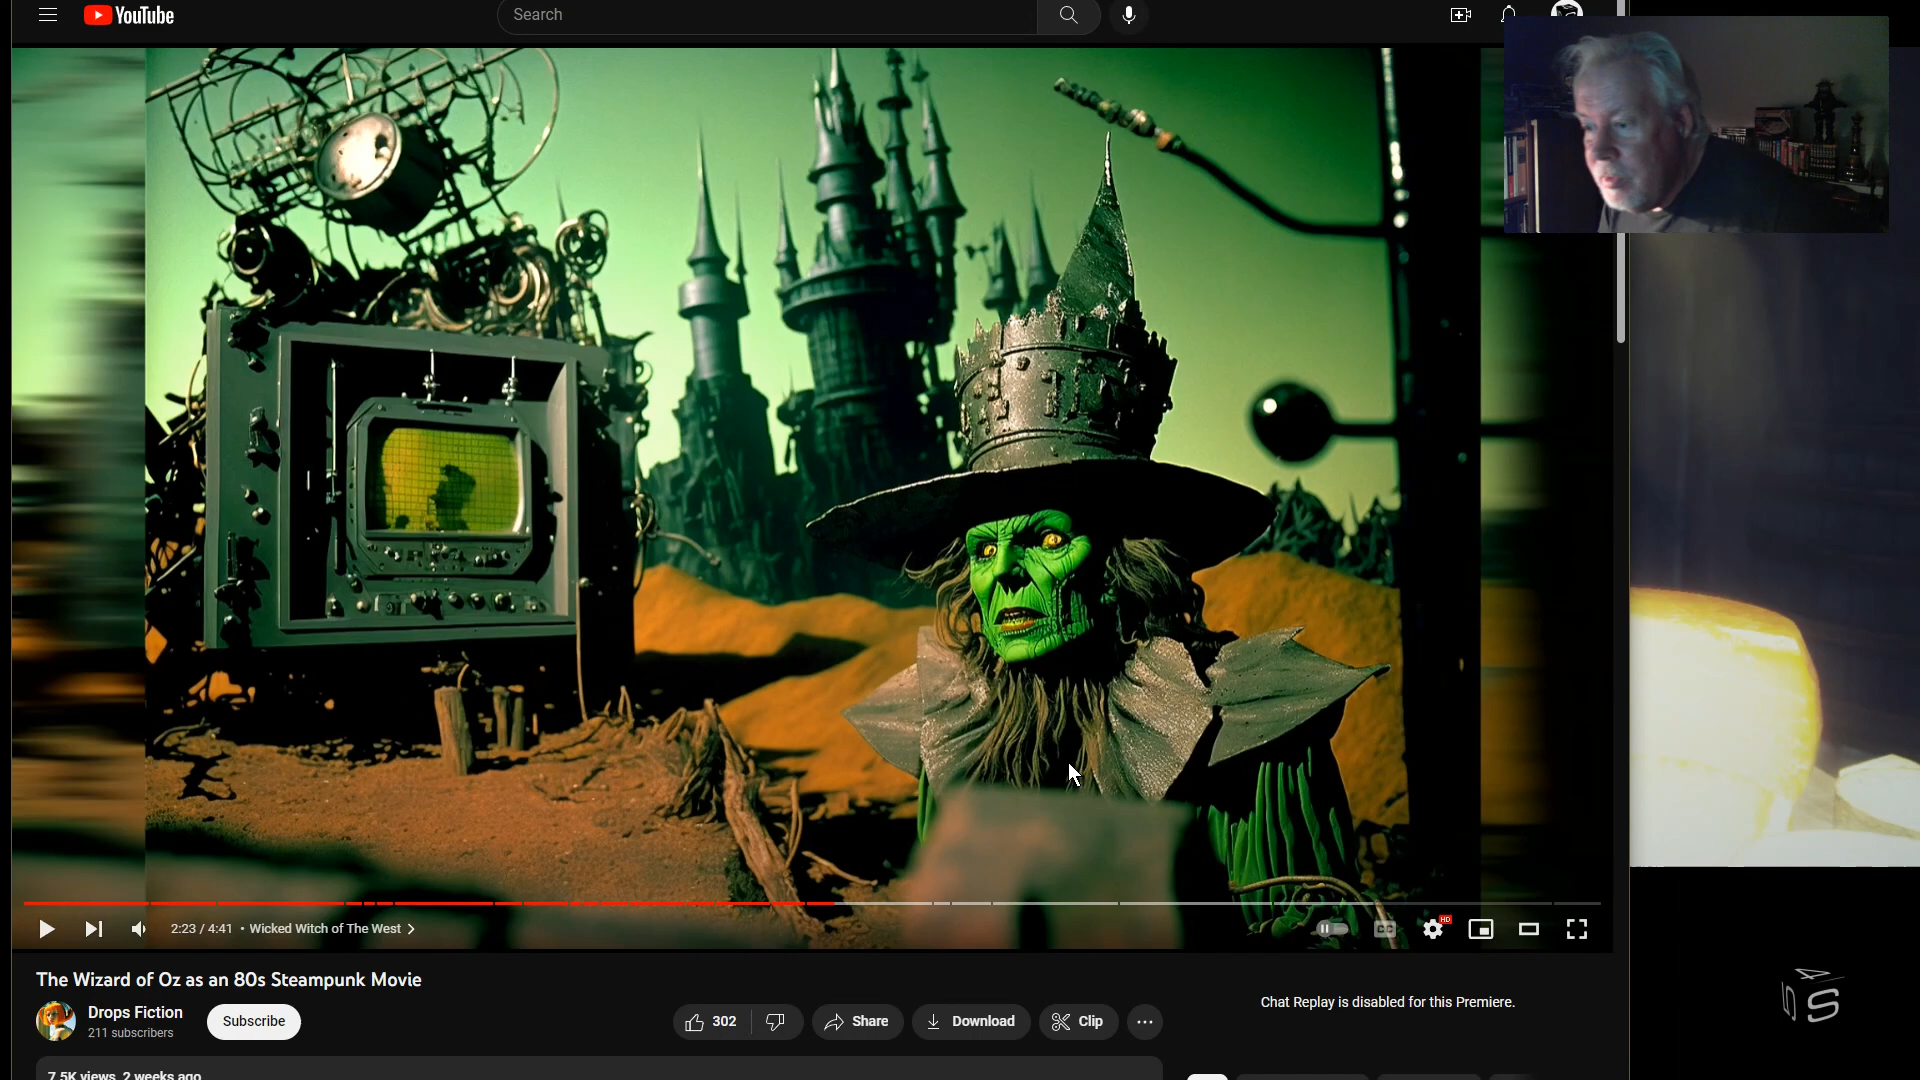 YouTube
Search
HD
CC
2:23 / 4:41 • Wicked Witch of The West
The Wizard of Oz as an 80s Steampunk Movie
Drops Fiction
211 subscribers
Subscribe
302
Share
Download
Clip
Chat Replay is disabled for this Premiere.
7.5K views 2 weeks ago